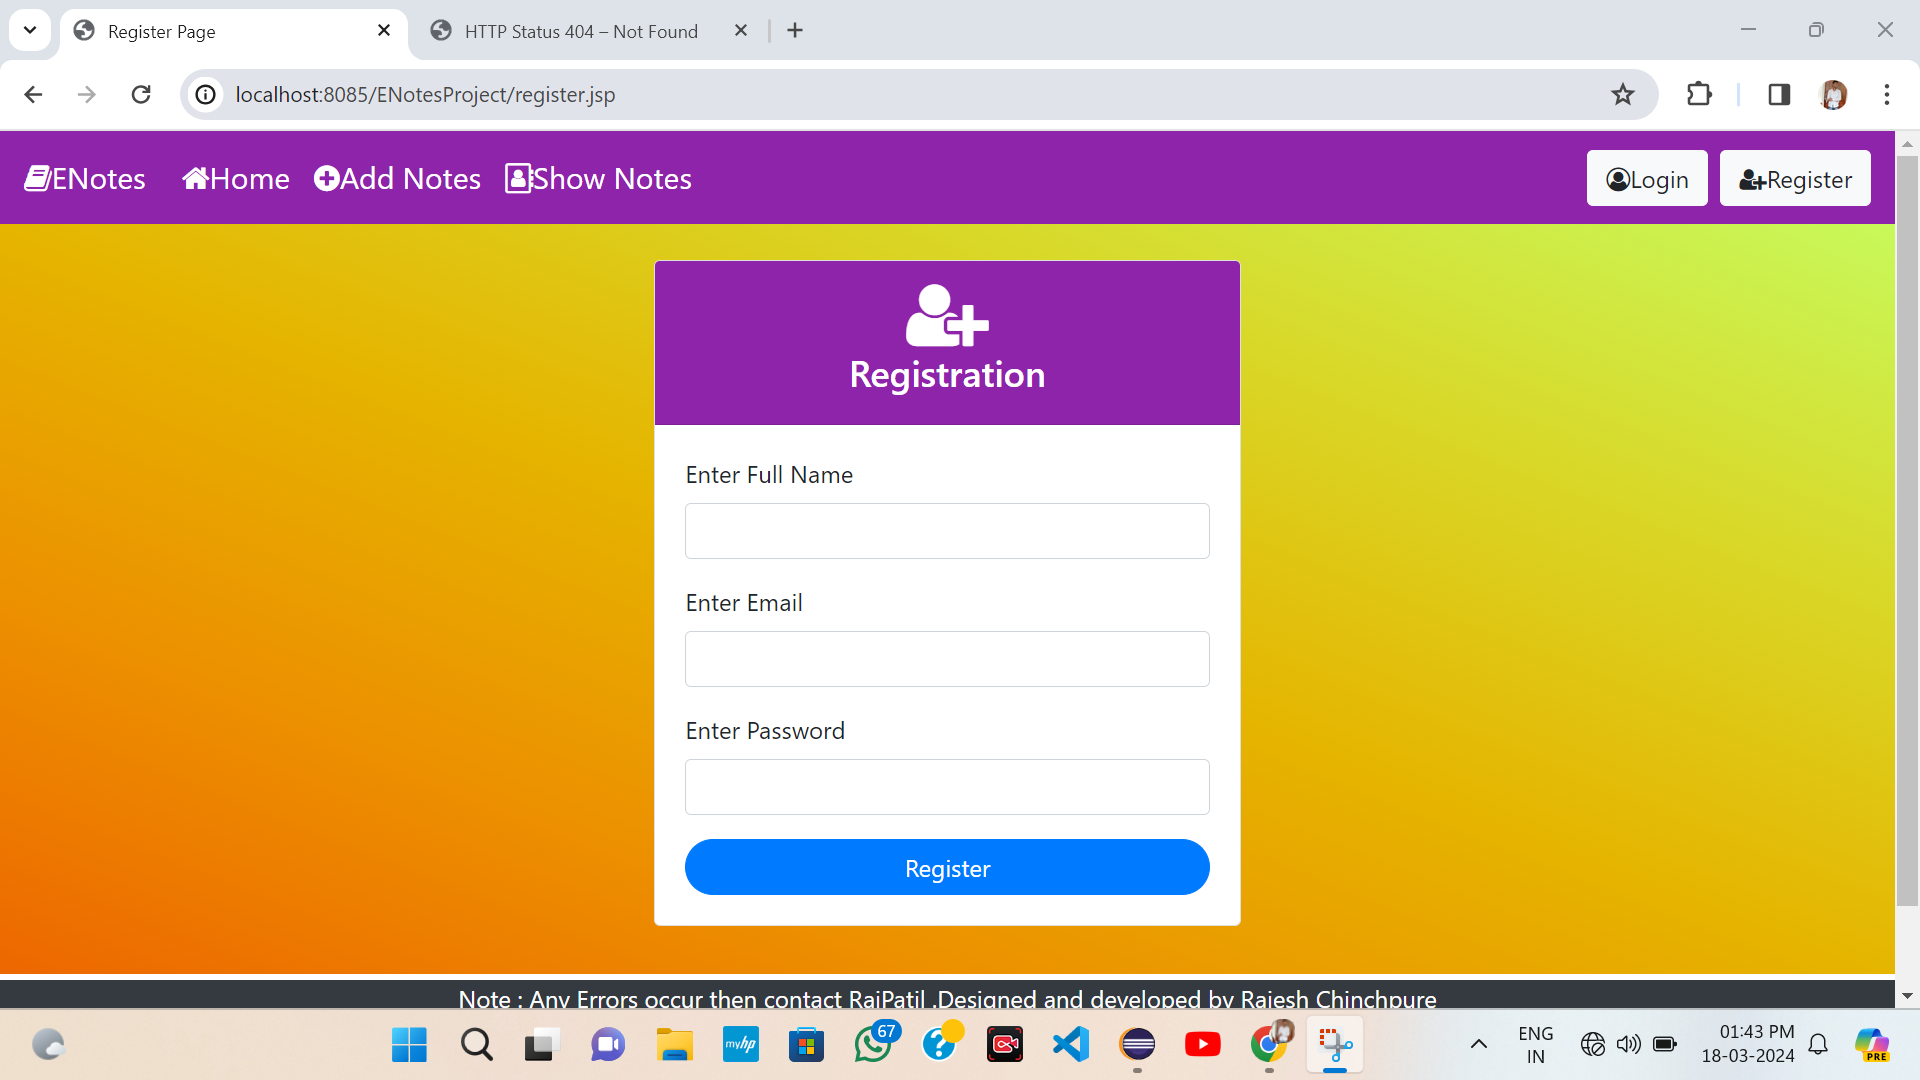 Register Page
HTTP Status 404 – Not Found
localhost:8085/ENotesProject/register.jsp
ENotes Home Add Notes Show Notes Login Register
Registration
Enter Full Name
Enter Email
Enter Password
Register
Note : Any Errors occur then contact RajPatil .Designed and developed by Rajesh Chinchpure
myhp
67
ENG
IN
01:43 PM
18-03-2024
PRE